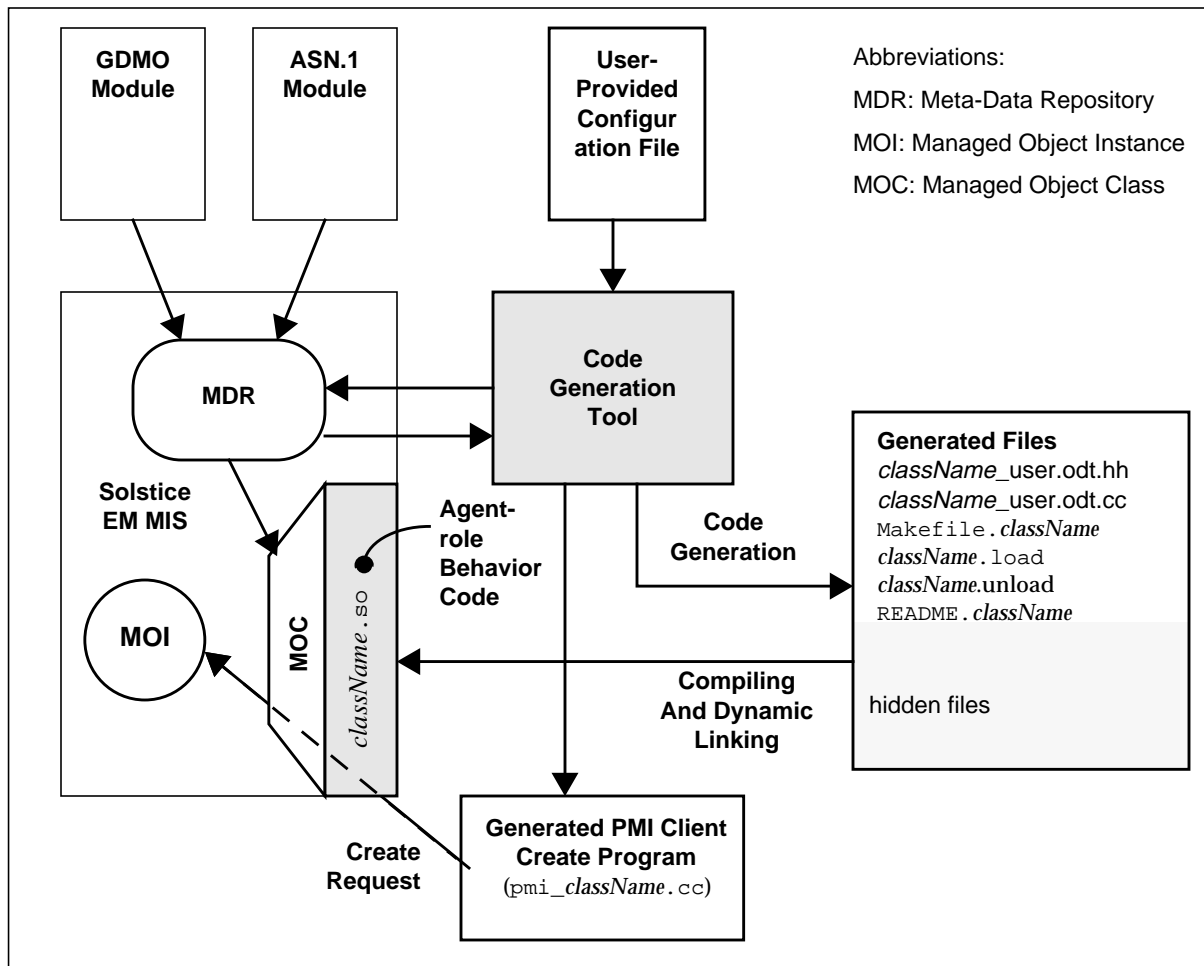 GDMO
Module
ASN.1
Module
User-
Provided
Configur
ation File
Abbreviations:
MDR: Meta-Data Repository
MOI: Managed Object Instance
MOC: Managed Object Class
MDR
Code
Generation
Tool
Solstice
EM MIS
Agent-
role
Behavior
Code
Code
Generation
Generated Files
className_user.odt.hh
className_user.odt.cc
Makefile.className
className.load
className.unload
README.className
hidden files
MOI
MOC
className.so
Compiling
And Dynamic
Linking
Create
Request
Generated PMI Client
Create Program
(pmi_className.cc)